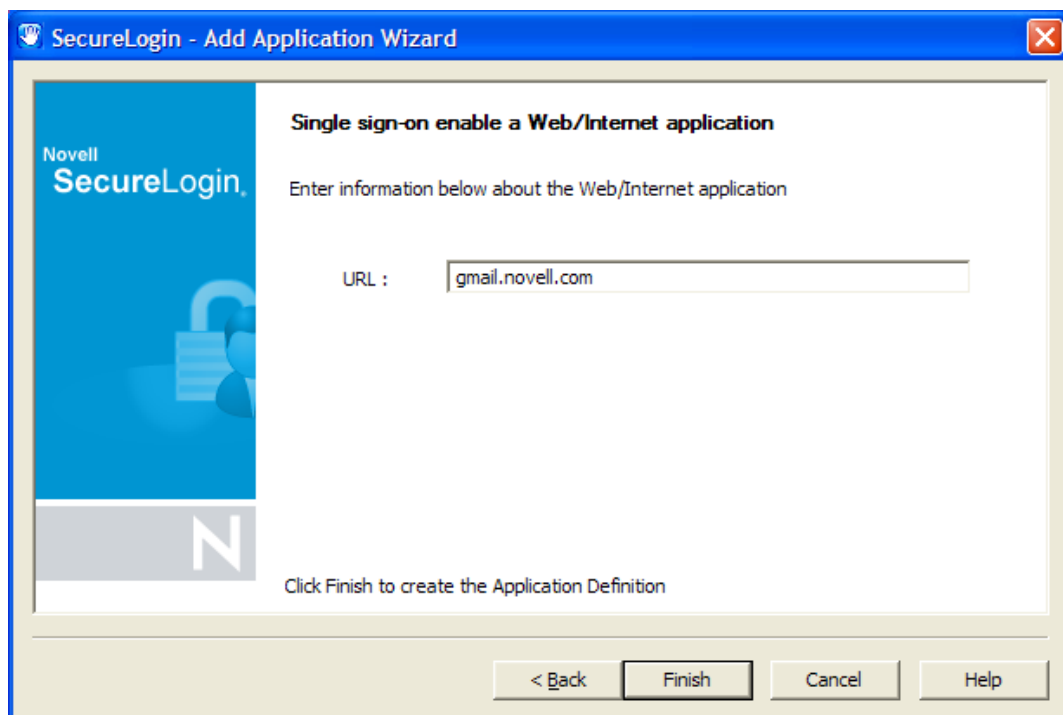 SecureLogin - Add Application Wizard
Single sign-on enable a Web/Internet application
Novell
SecureLogin®
Enter information below about the Web/Internet application
URL : gmail.novell.com
N
Click Finish to create the Application Definition
< Back Finish Cancel Help